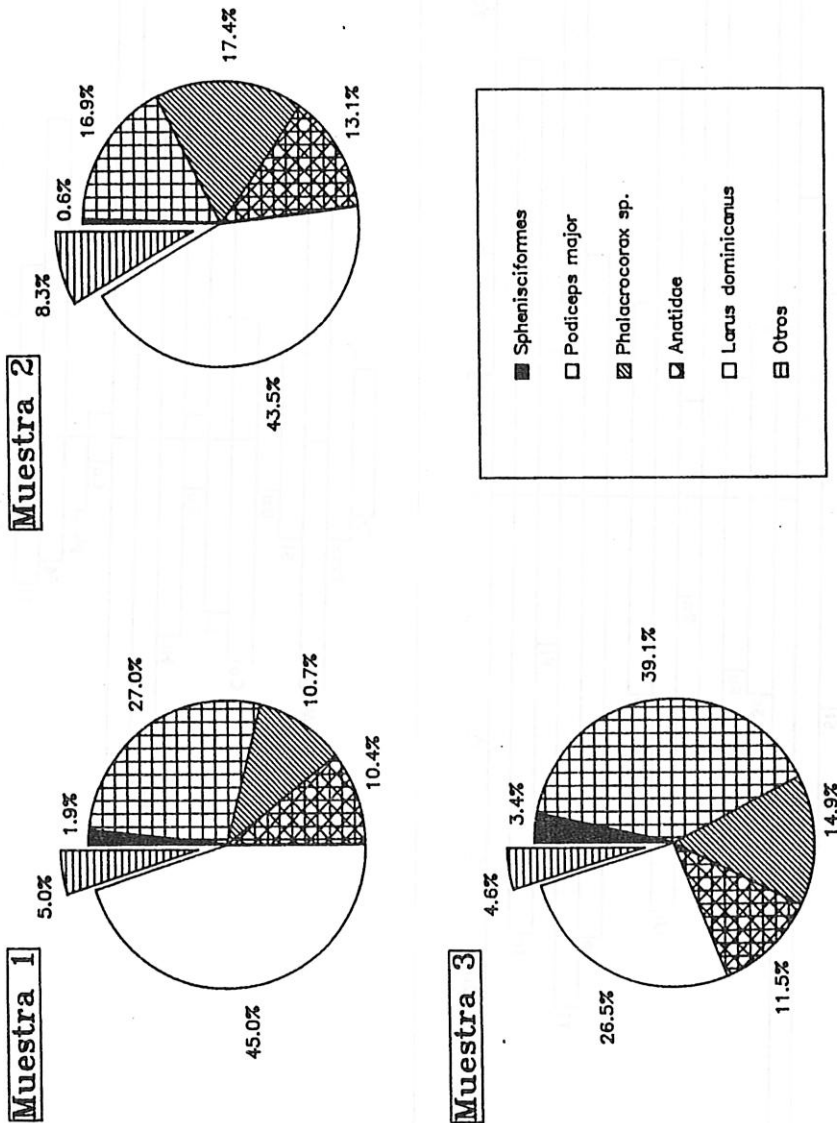 Muestra 1
5.0%
1.9%
27.0%
10.7%
10.4%
45.0%
Muestra 2
8.3%
0.6%
16.9%
17.4%
13.1%
43.5%
Muestra 3
4.6%
3.4%
39.1%
14.9%
11.5%
26.5%
Sphenisciformes
Podiceps major
Phalacrocorax sp.
Anatidae
Larus dominicanus
Otros